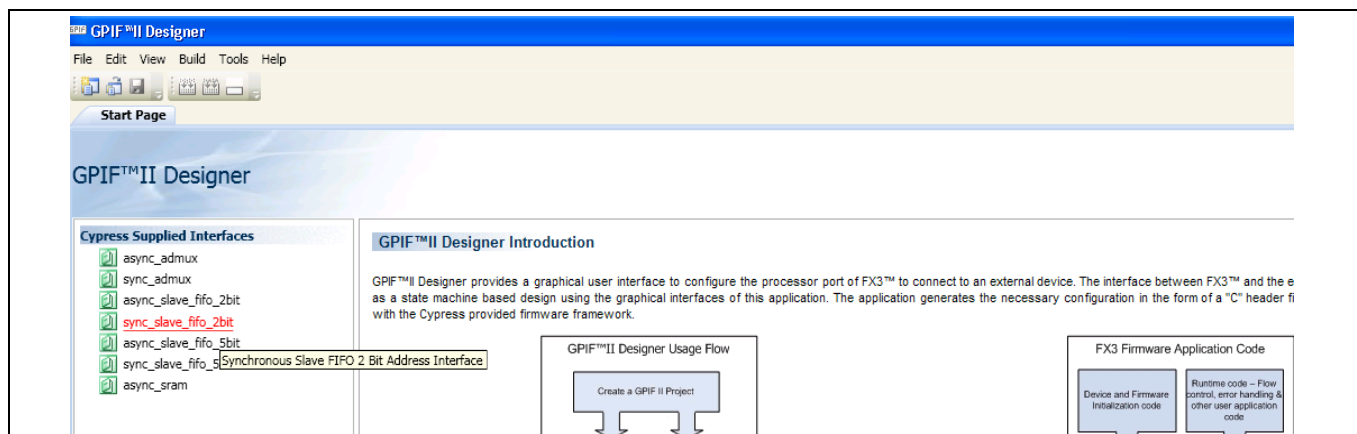 GPIF GPIF™II Designer
File Edit View Build Tools Help
Start Page
GPIF™II Designer
Cypress Supplied Interfaces
async_admux
sync_admux
async_slave_fifo_2bit
sync_slave_fifo_2bit
async_slave_fifo_5bit
sync_slave_fifo_5
Synchronous Slave FIFO 2 Bit Address Interface
async_sram
GPIF™II Designer Introduction
GPIF™II Designer provides a graphical user interface to configure the processor port of FX3™ to connect to an external device. The interface between FX3™ and the e
as a state machine based design using the graphical interfaces of this application. The application generates the necessary configuration in the form of a "C" header fi
with the Cypress provided firmware framework.
GPIF™II Designer Usage Flow
Create a GPIF II Project
FX3 Firmware Application Code
Device and Firmware
Initialization code
Runtime code – Flow
control, error handling &
other user application
code